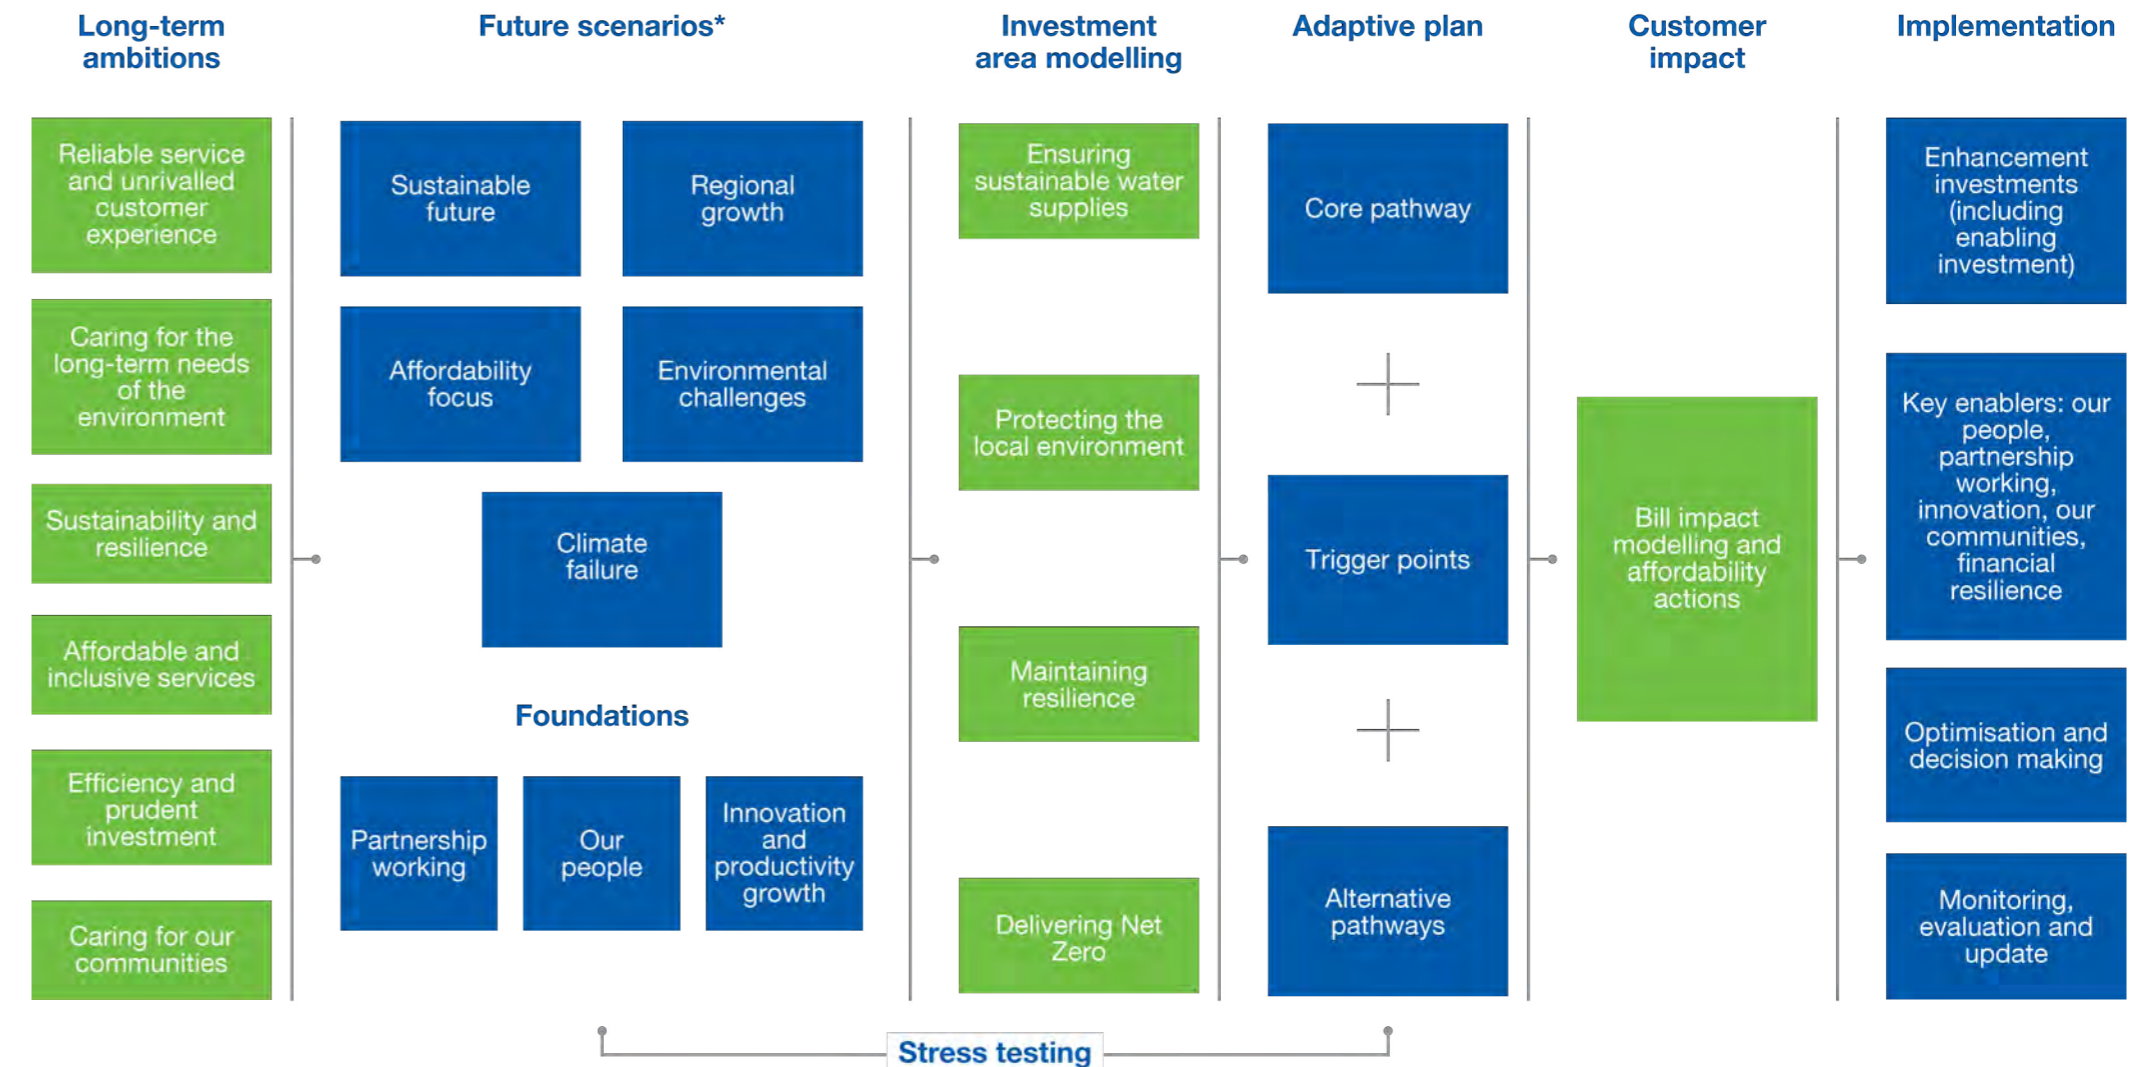 Long-term
ambitions
Reliable service
and unrivalled
customer
experience
Caring for the
long-term needs
of the
environment
Sustainability and
resilience
Affordable and
inclusive services
Efficiency and
prudent
investment
Caring for our
communities
Future scenarios*
Sustainable
future
Regional
growth
Affordability
focus
Environmental
challenges
Climate
failure
Foundations
Partnership
working
Our
people
Innovation
and
productivity
growth
Investment
area modelling
Ensuring
sustainable water
supplies
Protecting the
local environment
Maintaining
resilience
Delivering Net
Zero
Adaptive plan
Core pathway
Trigger points
Alternative
pathways
Customer
impact
Bill impact
modelling and
affordability
actions
Implementation
Enhancement
investments
(including
enabling
investment)
Key enablers: our
people,
partnership
working,
innovation, our
communities,
financial
resilience
Optimisation and
decision making
Monitoring,
evaluation and
update
Stress testing